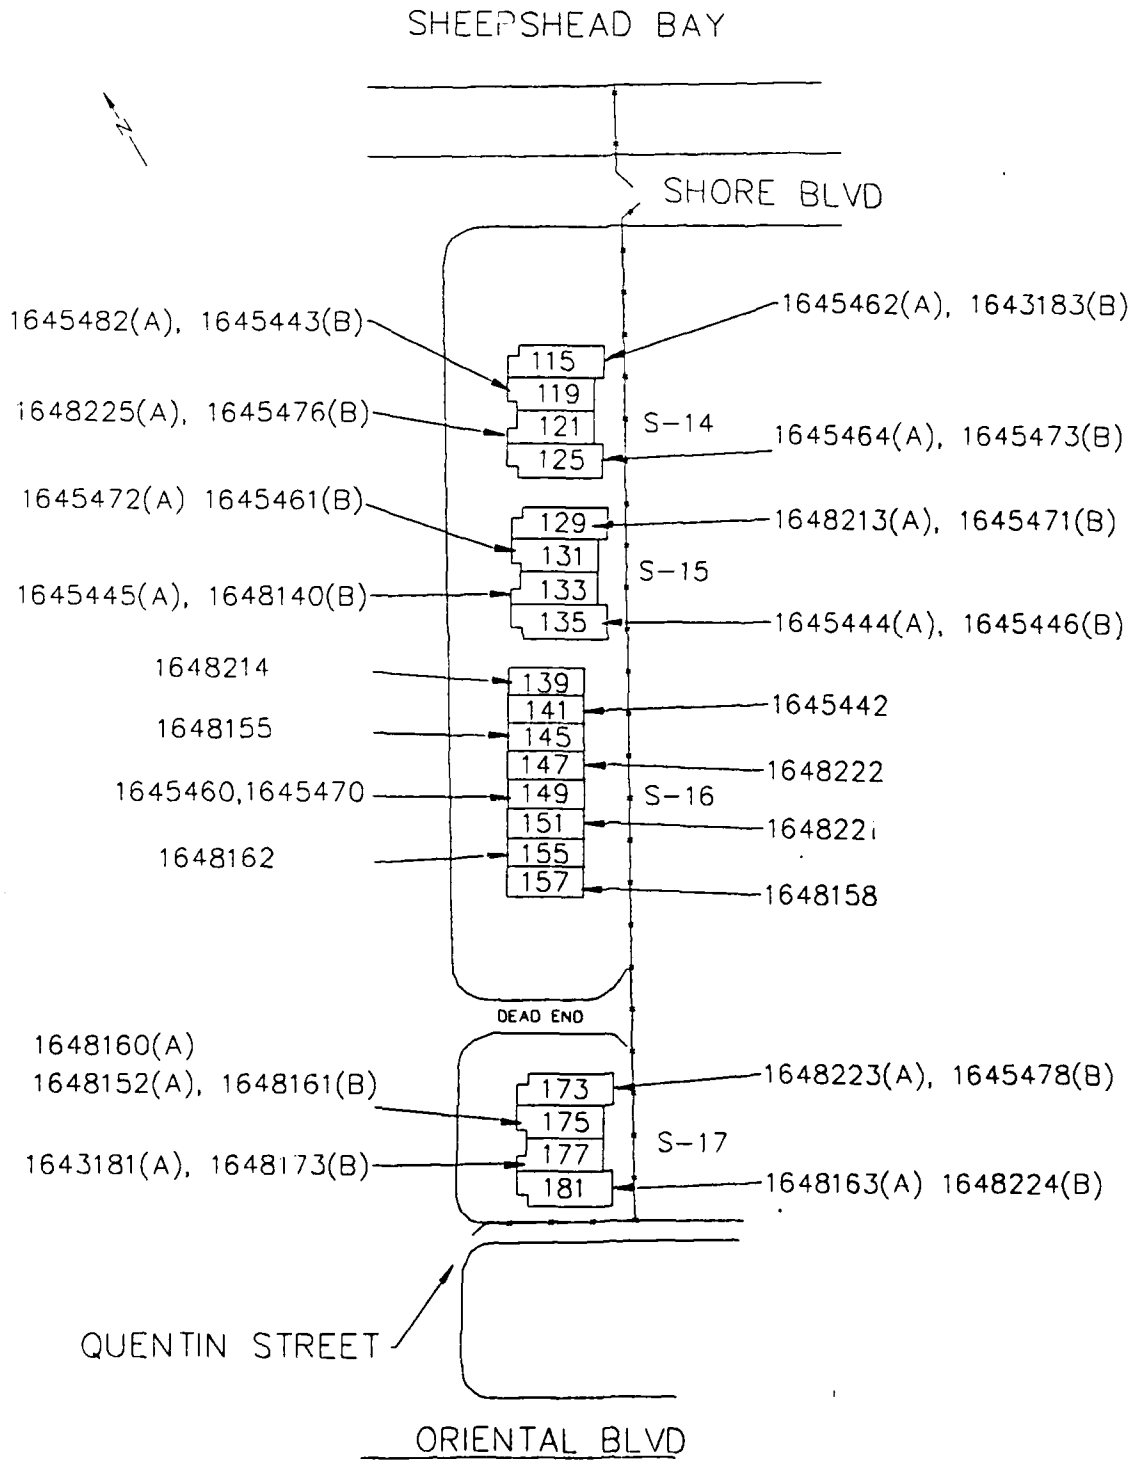 SHEEPSHEAD BAY
N
SHORE BLVD
1645482(A), 1645443(B)
1645462(A), 1643183(B)
115
119
1648225(A), 1645476(B)
121
S-14
1645464(A), 1645473(B)
125
1645472(A) 1645461(B)
129
1648213(A), 1645471(B)
131
S-15
1645445(A), 1648140(B)
133
135
1645444(A), 1645446(B)
1648214
139
141
1645442
1648155
145
147
1648222
1645460,1645470
149
S-16
151
1648221
1648162
155
157
1648158
DEAD END
1648160(A)
1648152(A), 1648161(B)
173
1648223(A), 1645478(B)
175
S-17
1643181(A), 1648173(B)
177
181
1648163(A) 1648224(B)
QUENTIN STREET
ORIENTAL BLVD